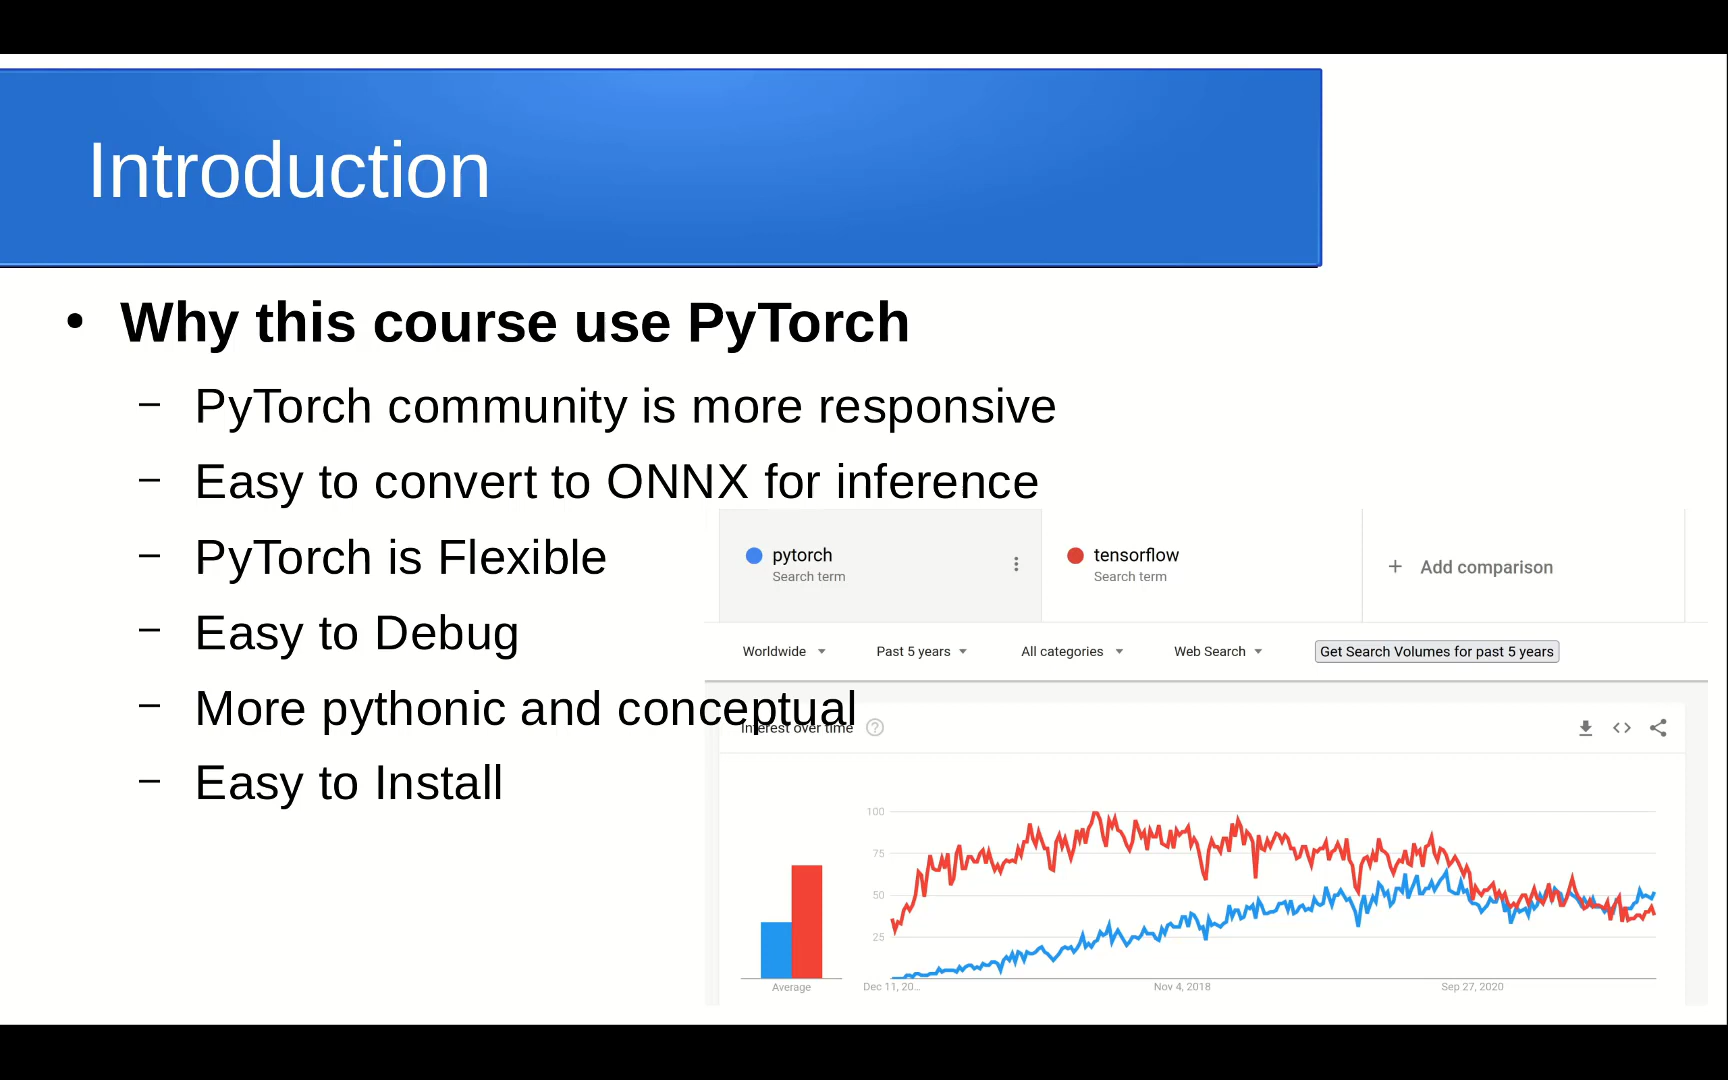 Introduction
• Why this course use PyTorch
– PyTorch community is more responsive
– Easy to convert to ONNX for inference
– PyTorch is Flexible
– Easy to Debug
– More pythonic and conceptual
– Easy to Install
pytorch
Search term
tensorflow
Search term
+ Add comparison
Worldwide
Past 5 years
All categories
Web Search
Get Search Volumes for past 5 years
Interest over time
100
75
50
25
Average
Dec 11, 20...
Nov 4, 2018
Sep 27, 2020